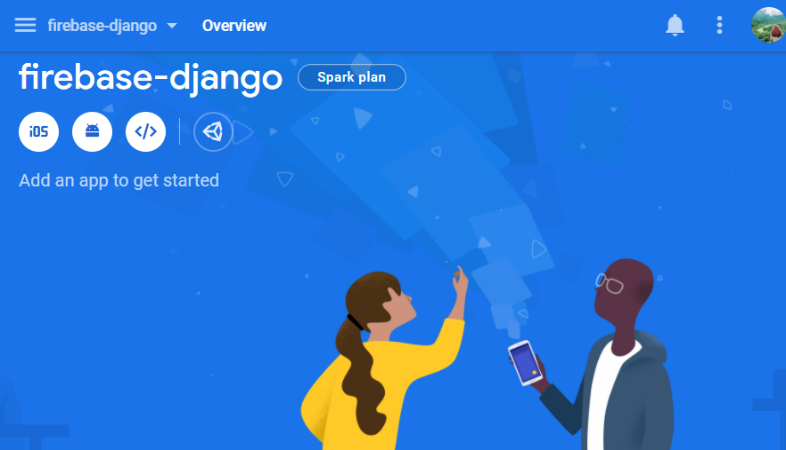 firebase-django Overview
firebase-django Spark plan
iOS </>
Add an app to get started